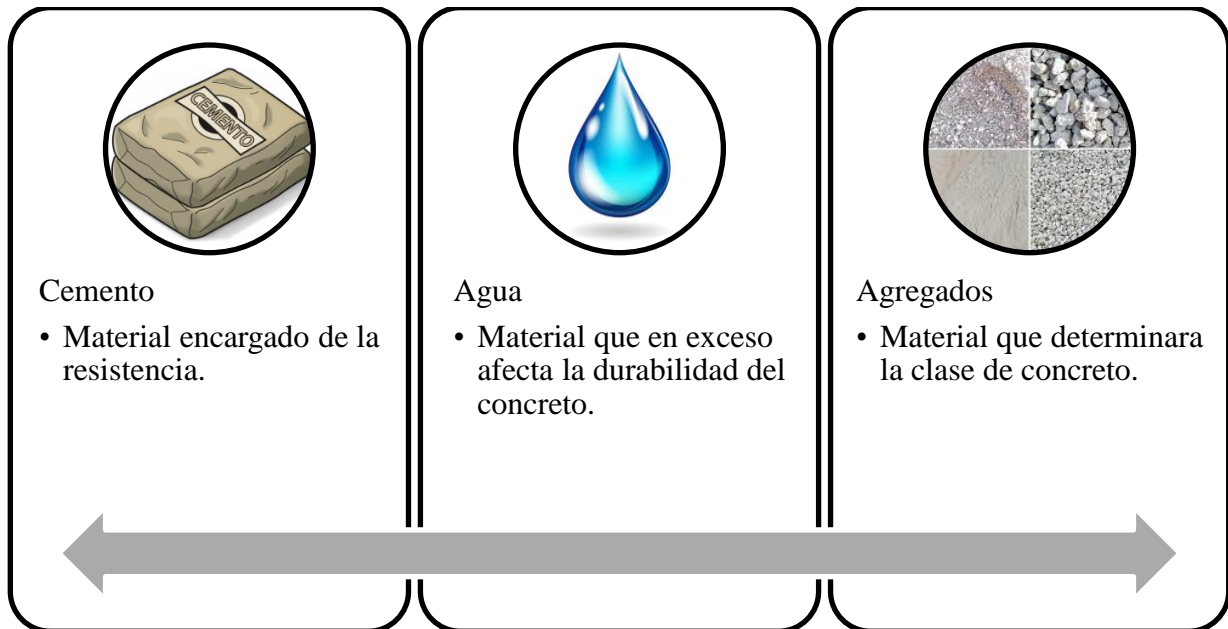 CEMENTO
Cemento
• Material encargado de la
resistencia.
Agua
• Material que en exceso
afecta la durabilidad del
concreto.
Agregados
• Material que determinara
la clase de concreto.